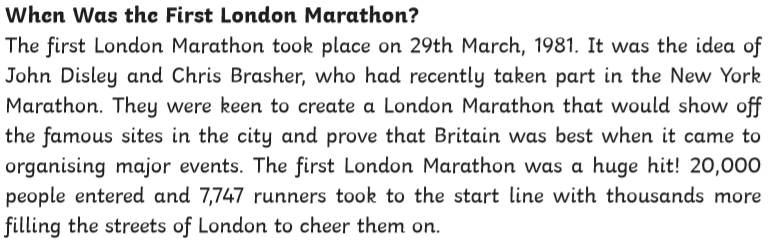 When Was the First London Marathon?
The first London Marathon took place on 29th March, 1981. It was the idea of
John Disley and Chris Brasher, who had recently taken part in the New York
Marathon. They were keen to create a London Marathon that would show off
the famous sites in the city and prove that Britain was best when it came to
organising major events. The first London Marathon was a huge hit! 20,000
people entered and 7,747 runners took to the start line with thousands more
filling the streets of London to cheer them on.